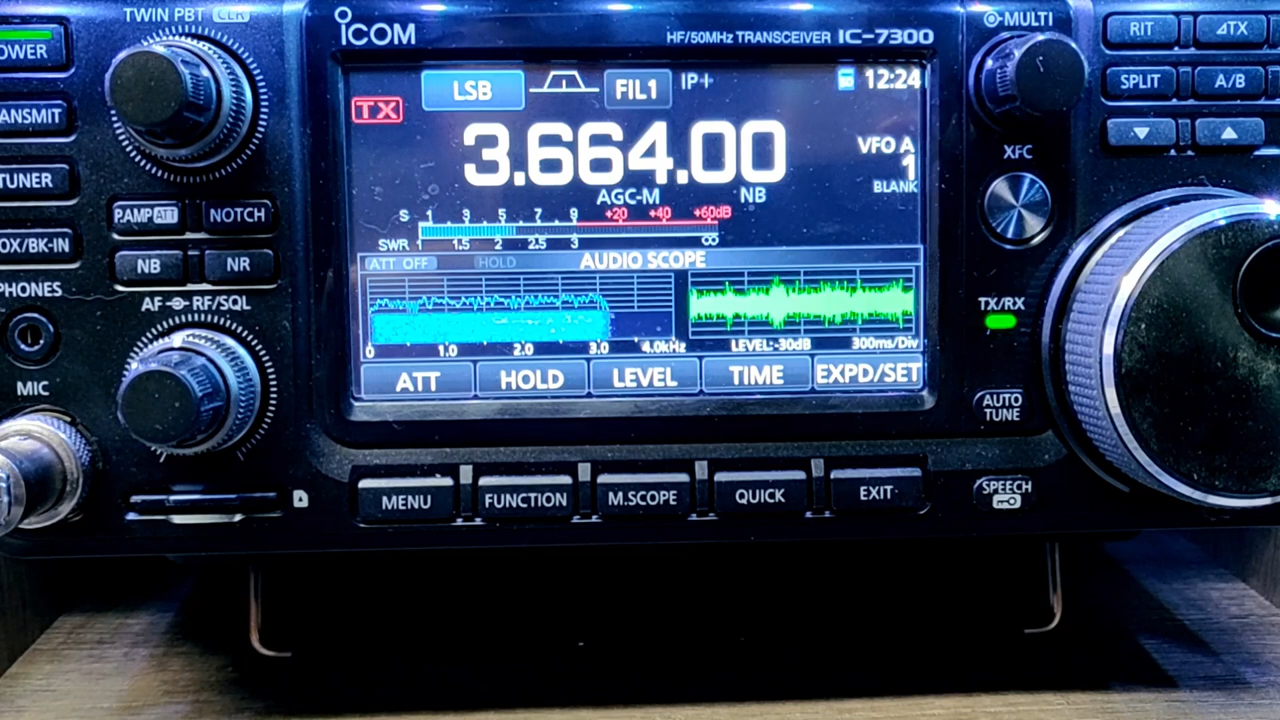 TWIN PBT CLR
OWER
ANSMIT
TUNER
OX/BK-IN
P.AMP ATT
NOTCH
NB
NR
PHONES
AF RF/SQL
MIC
ICOM
HF/50MHz TRANSCEIVER IC-7300
LSB
FIL1
IP+
12:24
TX
3.664.00
VFO A
1
BLANK
AGC-M
NB
S 1 3 5 7 9 +20 +40 +60dB
SWR 1 1.5 2 2.5 3 ∞
ATT OFF
HOLD
AUDIO SCOPE
0 1.0 2.0 3.0 4.0kHz
LEVEL:-30dB
300ms/Div
ATT
HOLD
LEVEL
TIME
EXPD/SET
MENU
FUNCTION
M.SCOPE
QUICK
EXIT
MULTI
RIT
⊿TX
SPLIT
A/B
▼
▲
XFC
TX/RX
AUTO
TUNE
SPEECH